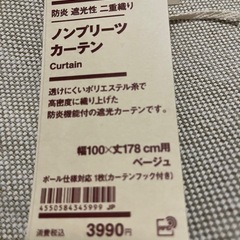 防炎 遮光性 二重織り
ノンプリーツ
カーテン
Curtain
透けにくいポリエステル糸で
高密度に織り上げた
防炎機能付の遮光カーテンです。
幅100×丈178cm用
ベージュ
ポール仕様対応 1枚(カーテンフック付き)
4550584345999 JP
消費税込 3990円